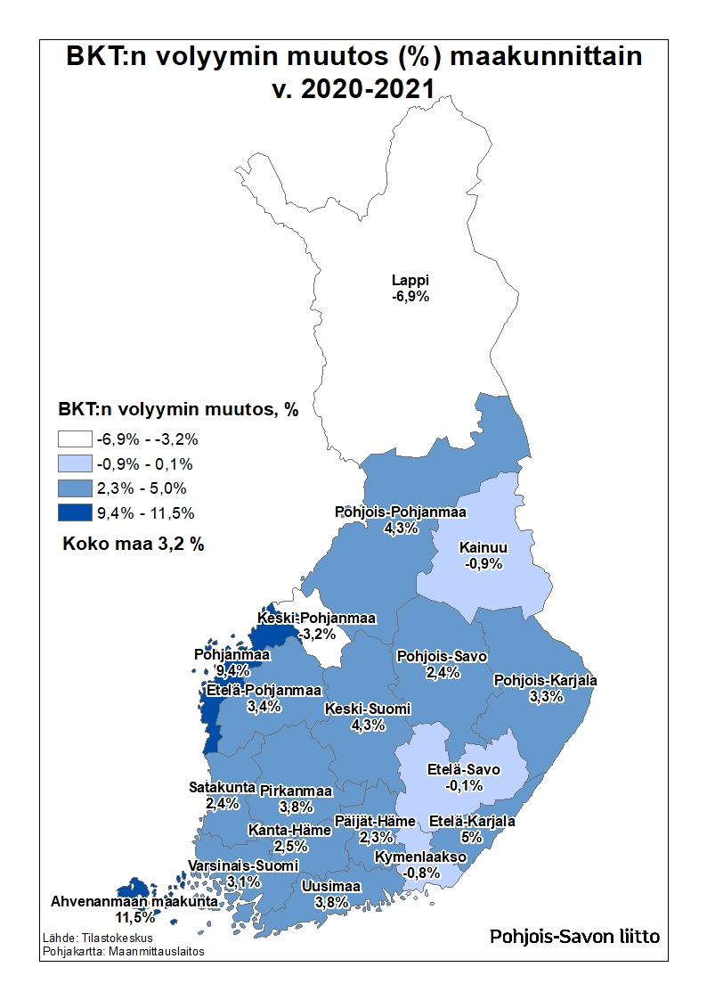 BKT:n volyymin muutos (%) maakunnittain
v. 2020-2021
Lappi
-6,9%
BKT:n volyymin muutos, %
-6,9% - -3,2%
-0,9% - 0,1%
2,3% - 5,0%
9,4% - 11,5%
Koko maa 3,2 %
Pohjois-Pohjanmaa
4,3%
Kainuu
-0,9%
Keski-Pohjanmaa
-3,2%
Pohjanmaa
9,4%
Pohjois-Savo
2,4%
Pohjois-Karjala
3,3%
Etelä-Pohjanmaa
3,4%
Keski-Suomi
4,3%
Etelä-Savo
-0,1%
Satakunta
2,4%
Pirkanmaa
3,8%
Kanta-Häme
2,5%
Päijät-Häme
2,3%
Etelä-Karjala
5%
Kymenlaakso
-0,8%
Varsinais-Suomi
3,1%
Uusimaa
3,8%
Ahvenanmaan maakunta
11,5%
Lähde: Tilastokeskus
Pohjakartta: Maanmittauslaitos
Pohjois-Savon liitto